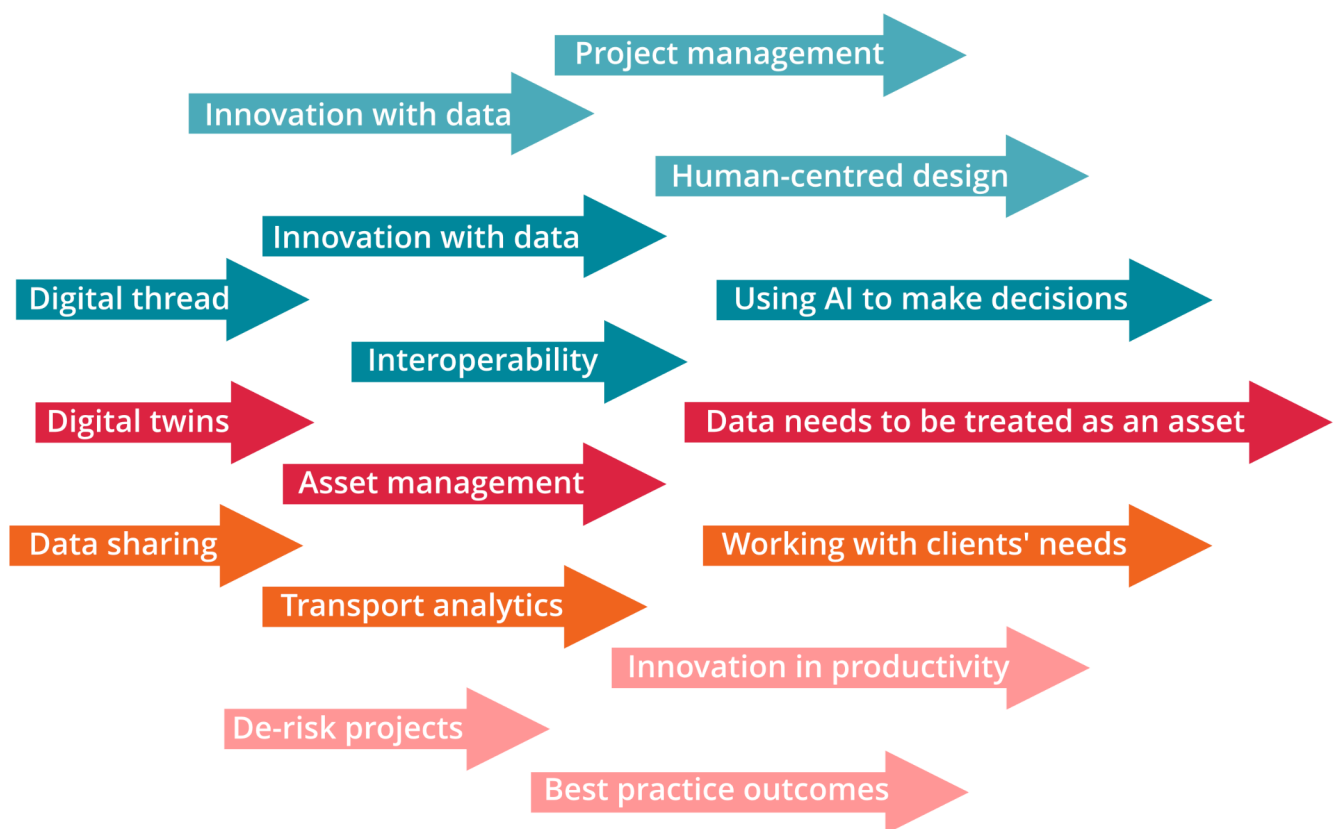 Project management
Innovation with data
Human-centred design
Innovation with data
Digital thread
Using AI to make decisions
Interoperability
Digital twins
Data needs to be treated as an asset
Asset management
Data sharing
Working with clients' needs
Transport analytics
Innovation in productivity
De-risk projects
Best practice outcomes